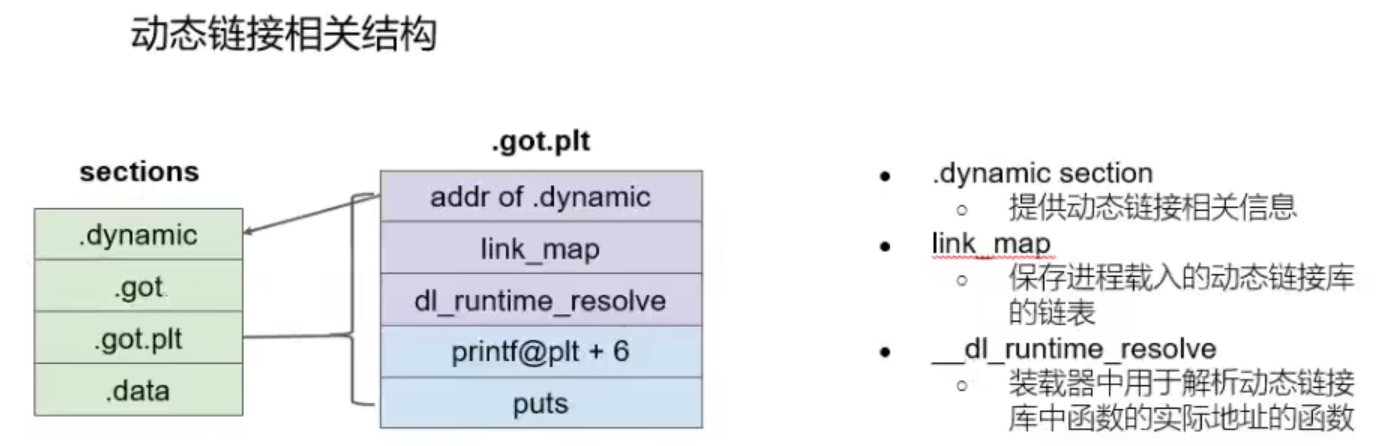 动态链接相关结构
sections
.dynamic
.got
.got.plt
.data
.got.plt
addr of .dynamic
link_map
dl_runtime_resolve
printf@plt + 6
puts
.dynamic section
提供动态链接相关信息
link_map
保存进程载入的动态链接库
的链表
__dl_runtime_resolve
装载器中用于解析动态链接
库中函数的实际地址的函数